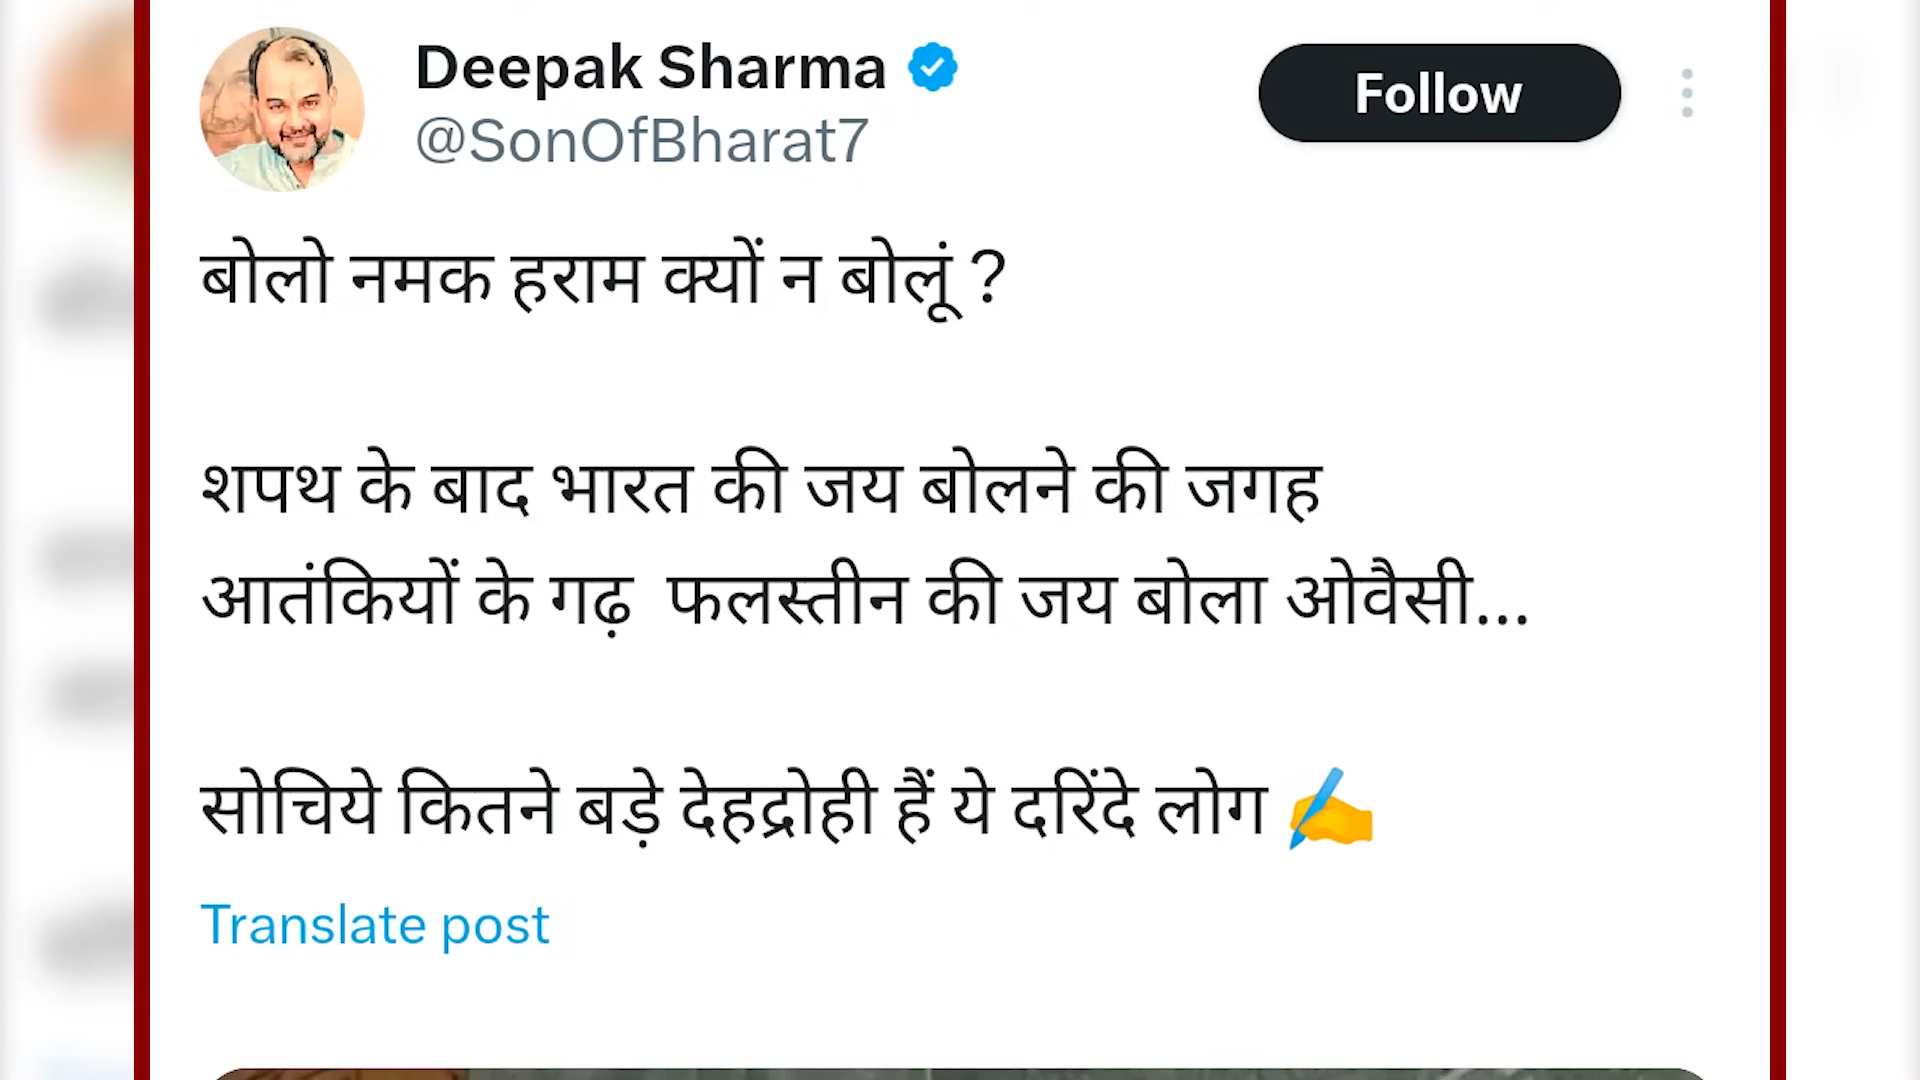 Deepak Sharma
@SonOfBharat7
Follow
बोलो नमक हराम क्यों न बोलूं ?
शपथ के बाद भारत की जय बोलने की जगह
आतंकियों के गढ़ फलस्तीन की जय बोला ओवैसी...
सोचिये कितने बड़े देहद्रोही हैं ये दरिंदे लोग ✍️
Translate post